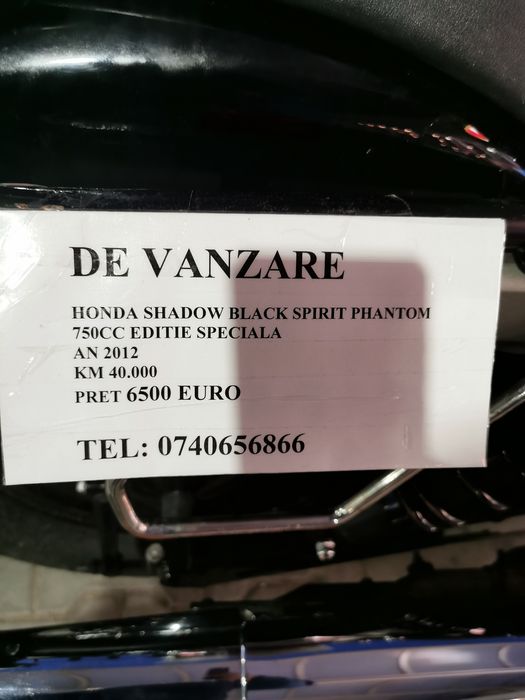 DE VANZARE
HONDA SHADOW BLACK SPIRIT PHANTOM
750CC EDITIE SPECIALA
AN 2012
KM 40.000
PRET 6500 EURO
TEL: 0740656866